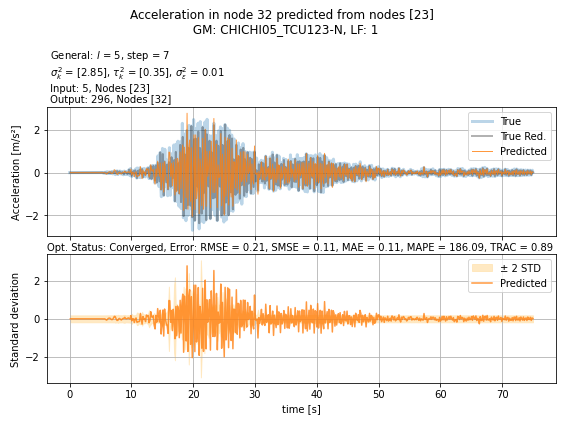 Acceleration in node 32 predicted from nodes [23]
GM: CHICHI05_TCU123-N, LF: 1
General: l = 5, step = 7
σ²ₖ = [2.85], τ²ₖ = [0.35], σ²ε = 0.01
Input: 5, Nodes [23]
Output: 296, Nodes [32]
Acceleration [m/s²]
2
0
−2
True
True Red.
Predicted
Opt. Status: Converged, Error: RMSE = 0.21, SMSE = 0.11, MAE = 0.11, MAPE = 186.09, TRAC = 0.89
Standard deviation
2
0
−2
± 2 STD
Predicted
0 10 20 30 40 50 60 70
time [s]